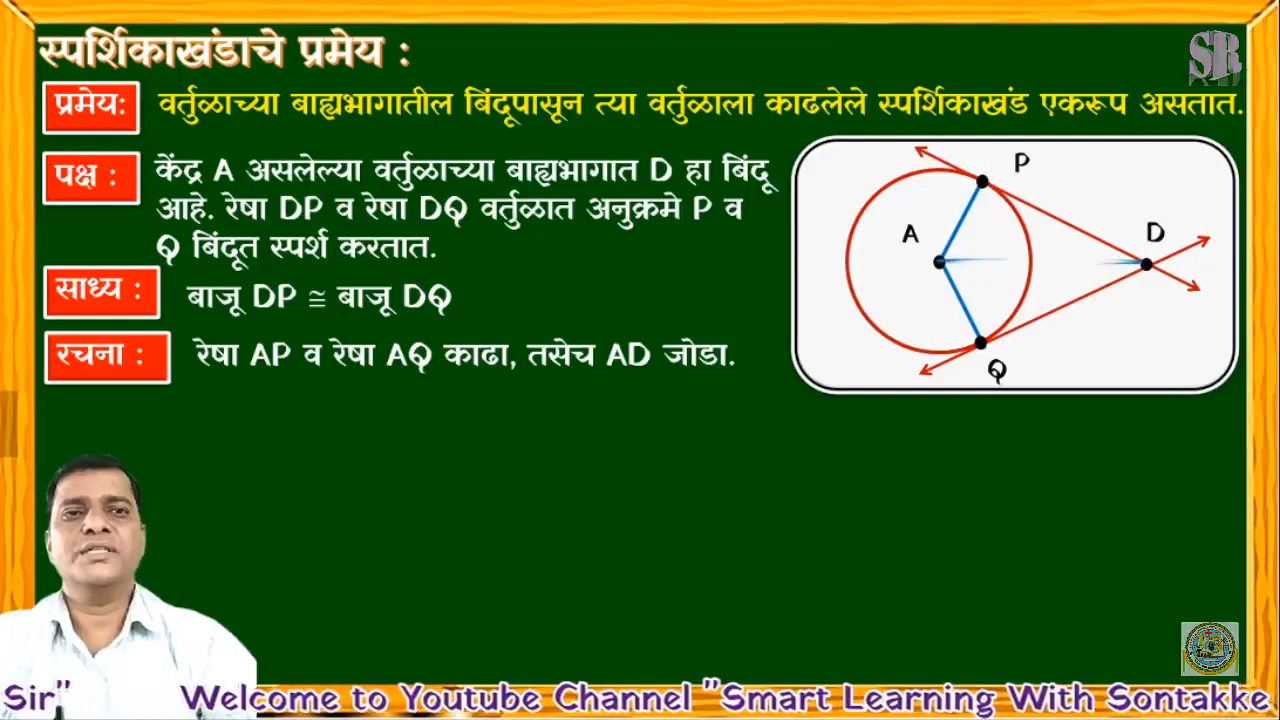 स्पर्शिकाखंडाचे प्रमेय :
SR
प्रमेय: वर्तुळाच्या बाह्यभागातील बिंदूपासून त्या वर्तुळाला काढलेले स्पर्शिकाखंड एकरूप असतात.
पक्ष : केंद्र A असलेल्या वर्तुळाच्या बाह्यभागात D हा बिंदू
आहे. रेषा DP व रेषा DQ वर्तुळात अनुक्रमे P व
Q बिंदूत स्पर्श करतात.
साध्य : बाजू DP ≅ बाजू DQ
रचना : रेषा AP व रेषा AQ काढा, तसेच AD जोडा.
P
A
D
Q
Sir" Welcome to Youtube Channel "Smart Learning With Sontakke